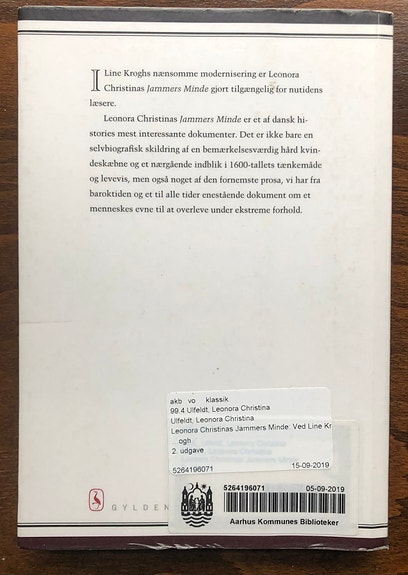 I Line Kroghs nænsomme modernisering er Leonora
Christinas Jammers Minde gjort tilgængelig for nutidens
læsere.
Leonora Christinas Jammers Minde er et af dansk hi-
stories mest interessante dokumenter. Det er ikke bare en
selvbiografisk skildring af en bemærkelsesværdig hård kvin-
deskæbne og et nærgående indblik i 1600-tallets tænkemåde
og levevis, men også noget af den fornemste prosa, vi har fra
baroktiden og et til alle tider enestående dokument om et
menneskes evne til at overleve under ekstreme forhold.
akb vo klassik
99.4 Ulfeldt, Leonora Christina
Ulfeldt, Leonora Christina
Leonora Christinas Jammers Minde: Ved Line Kr
ogh
2. udgave
5264196071 15-09-2019
5264196071 05-09-2019
Aarhus Kommunes Biblioteker
GYLDEN